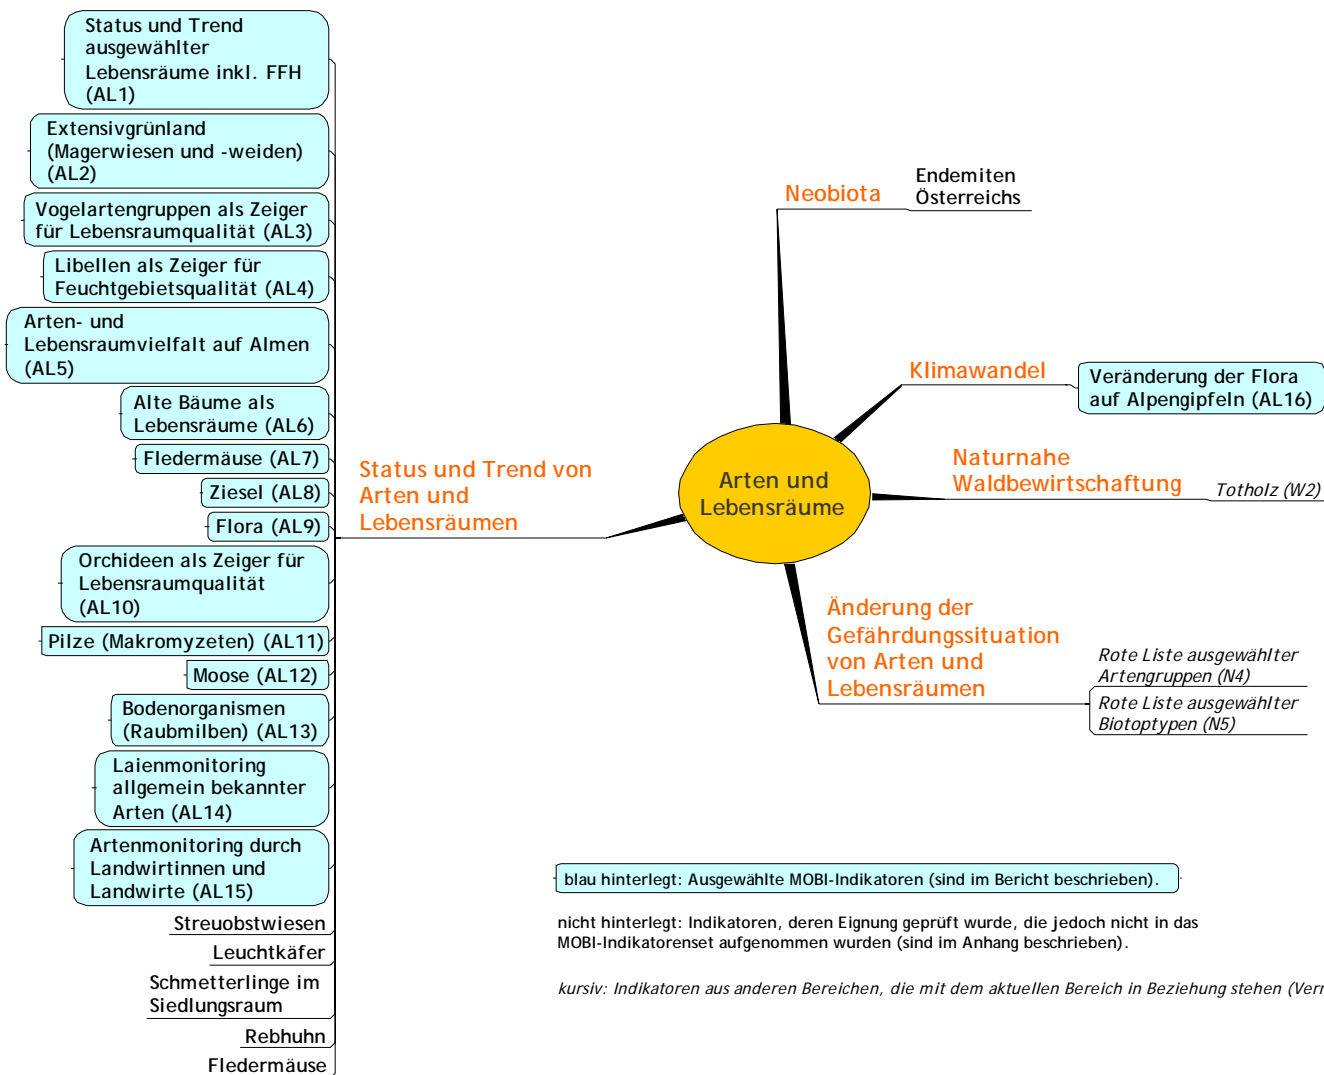 Status und Trend
ausgewählter
Lebensräume inkl. FFH
(AL1)
Extensivgrünland
(Magerwiesen und -weiden)
(AL2)
Vogelartengruppen als Zeiger
für Lebensraumqualität (AL3)
Libellen als Zeiger für
Feuchtgebietsqualität (AL4)
Arten- und
Lebensraumvielfalt auf Almen
(AL5)
Alte Bäume als
Lebensräume (AL6)
Fledermäuse (AL7)
Ziesel (AL8)
Flora (AL9)
Orchideen als Zeiger für
Lebensraumqualität
(AL10)
Pilze (Makromyzeten) (AL11)
Moose (AL12)
Bodenorganismen
(Raubmilben) (AL13)
Laienmonitoring
allgemein bekannter
Arten (AL14)
Artenmonitoring durch
Landwirtinnen und
Landwirte (AL15)
Streuobstwiesen
Leuchtkäfer
Schmetterlinge im
Siedlungsraum
Rebhuhn
Fledermäuse
Status und Trend von
Arten und
Lebensräumen
Arten und
Lebensräume
Neobiota
Endemiten
Österreichs
Klimawandel
Veränderung der Flora
auf Alpengipfeln (AL16)
Naturnahe
Waldbewirtschaftung
Totholz (W2)
Änderung der
Gefährdungssituation
von Arten und
Lebensräumen
Rote Liste ausgewählter
Artengruppen (N4)
Rote Liste ausgewählter
Biotoptypen (N5)
blau hinterlegt: Ausgewählte MOBI-Indikatoren (sind im Bericht beschrieben).
nicht hinterlegt: Indikatoren, deren Eignung geprüft wurde, die jedoch nicht in das
MOBI-Indikatorenset aufgenommen wurden (sind im Anhang beschrieben).
kursiv: Indikatoren aus anderen Bereichen, die mit dem aktuellen Bereich in Beziehung stehen